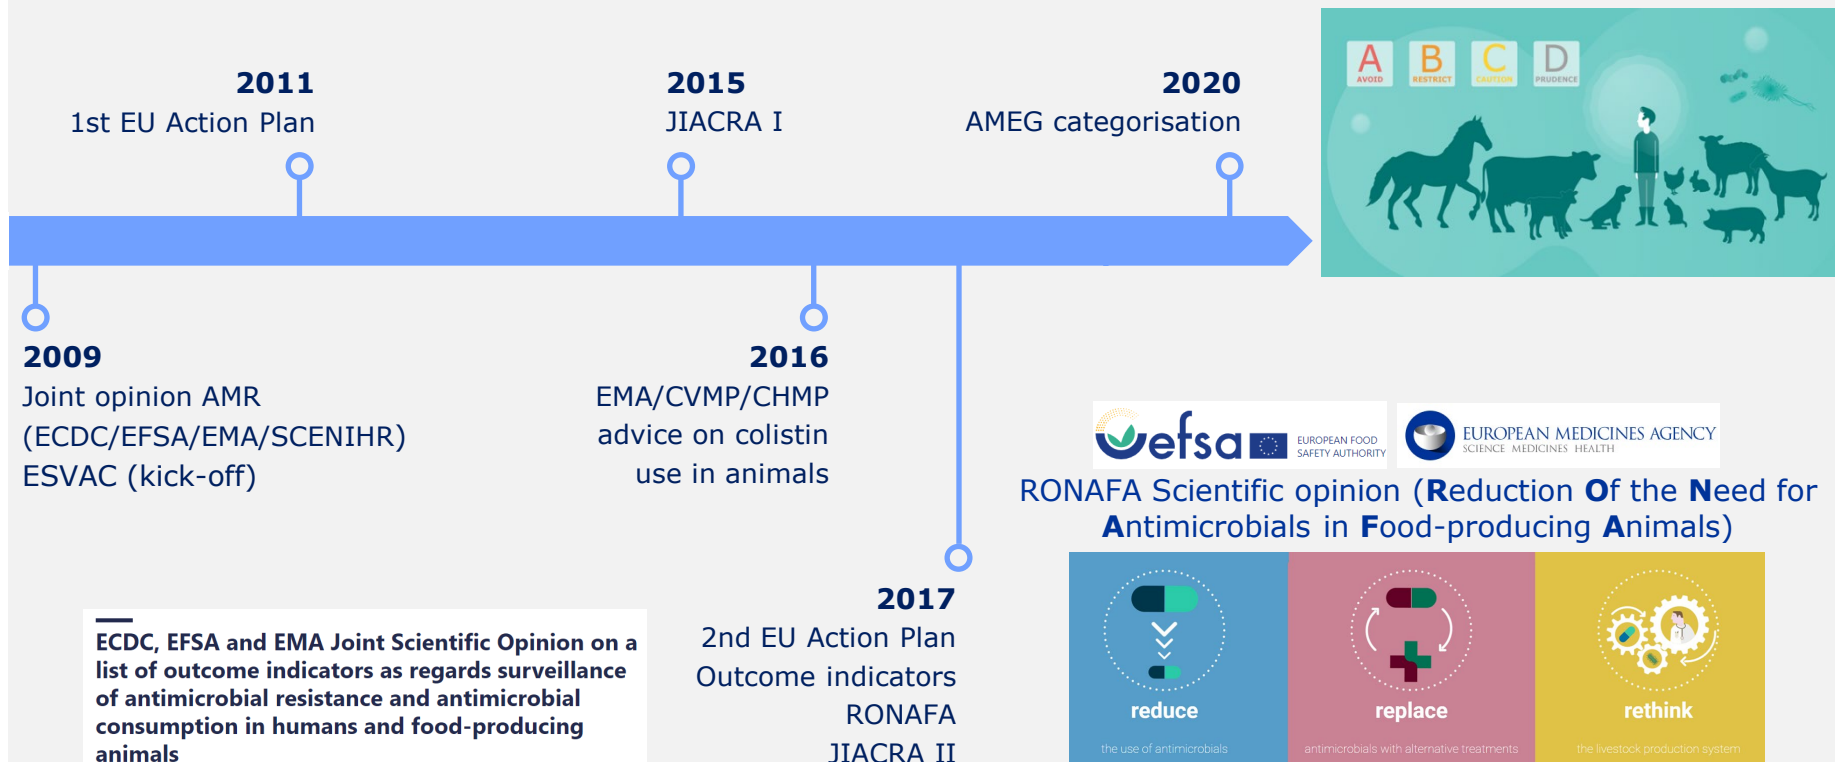 2011
1st EU Action Plan
2015
JIACRA I
2020
AMEG categorisation
A
AVOID
B
RESTRICT
C
CAUTION
D
PRUDENCE
2009
Joint opinion AMR
(ECDC/EFSA/EMA/SCENIHR)
ESVAC (kick-off)
2016
EMA/CVMP/CHMP
advice on colistin
use in animals
2017
2nd EU Action Plan
Outcome indicators
RONAFA
JIACRA II
ECDC, EFSA and EMA Joint Scientific Opinion on a
list of outcome indicators as regards surveillance
of antimicrobial resistance and antimicrobial
consumption in humans and food-producing
animals
efsa
EUROPEAN FOOD
SAFETY AUTHORITY
EUROPEAN MEDICINES AGENCY
SCIENCE MEDICINES HEALTH
RONAFA Scientific opinion (Reduction Of the Need for
Antimicrobials in Food-producing Animals)
reduce
the use of antimicrobials
replace
antimicrobials with alternative treatments
rethink
the livestock production system